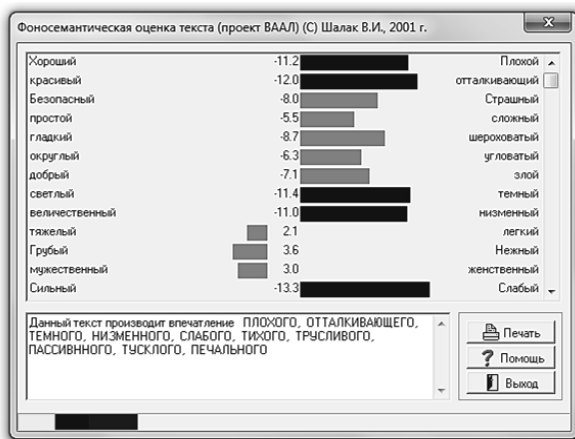 Фоносемантическая оценка текста (проект ВААЛ) (С) Шалак В.И., 2001 г.
Хороший -11.2 Плохой
красивый -12.0 отталкивающий
Безопасный -8.0 Страшный
простой -5.5 сложный
гладкий -8.7 шероховатый
округлый -6.3 угловатый
добрый -7.1 злой
светлый -11.4 темный
величественный -11.0 низменный
тяжелый 2.1 легкий
Грубый 3.6 Нежный
мужественный 3.0 женственный
Сильный -13.3 Слабый
Данный текст производит впечатление ПЛОХОГО, ОТТАЛКИВАЮЩЕГО,
ТЕМНОГО, НИЗМЕННОГО, СЛАБОГО, ТИХОГО, ТРУСЛИВОГО,
ПАССИВННОГО, ТУСКЛОГО, ПЕЧАЛЬНОГО
Печать
Помощь
Выход